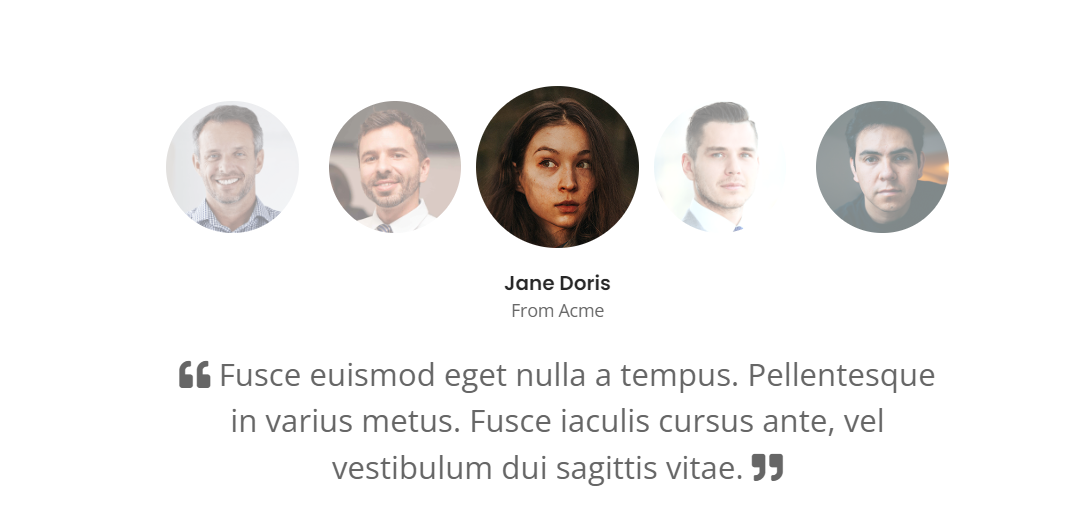 Jane Doris
From Acme
❝ Fusce euismod eget nulla a tempus. Pellentesque
in varius metus. Fusce iaculis cursus ante, vel
vestibulum dui sagittis vitae. ❞